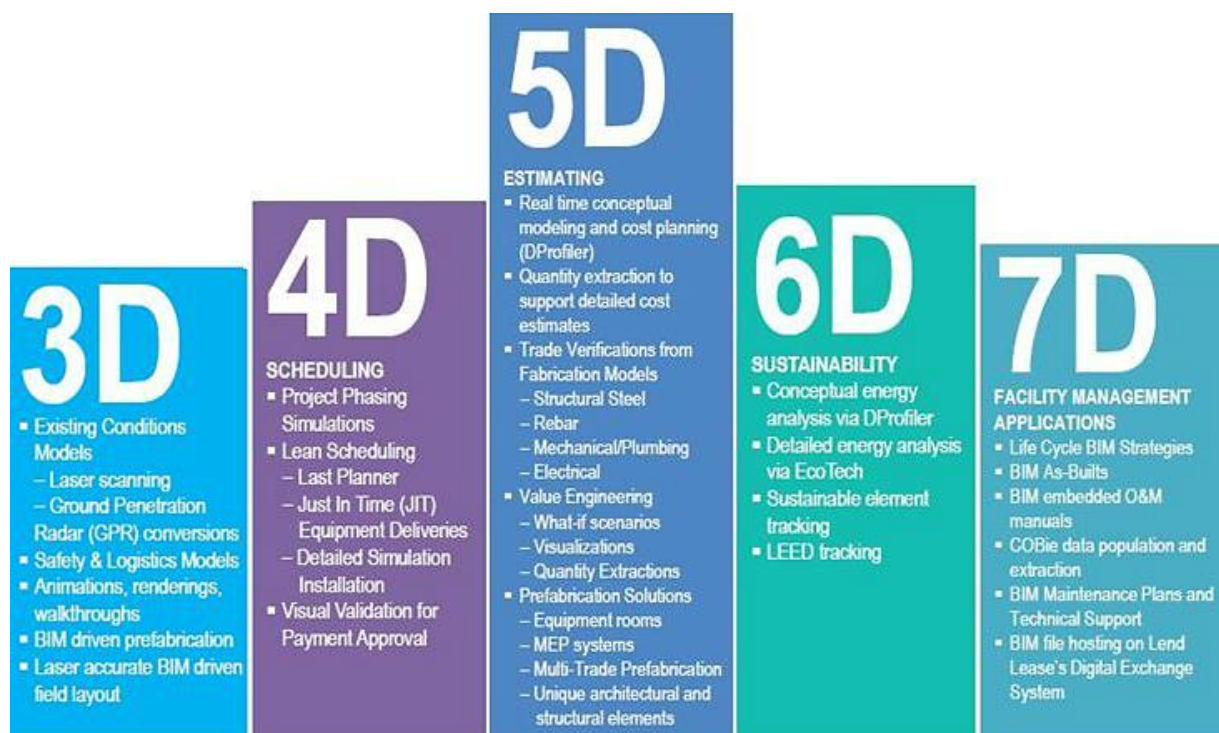 3D
▪ Existing Conditions
Models
– Laser scanning
– Ground Penetration
Radar (GPR) conversions
▪ Safety & Logistics Models
▪ Animations, renderings,
walkthroughs
▪ BIM driven prefabrication
▪ Laser accurate BIM driven
field layout
4D
SCHEDULING
▪ Project Phasing
Simulations
▪ Lean Scheduling
– Last Planner
– Just In Time (JIT)
Equipment Deliveries
– Detailed Simulation
Installation
▪ Visual Validation for
Payment Approval
5D
ESTIMATING
▪ Real time conceptual
modeling and cost planning
(DProfiler)
▪ Quantity extraction to
support detailed cost
estimates
▪ Trade Verifications from
Fabrication Models
– Structural Steel
– Rebar
– Mechanical/Plumbing
– Electrical
▪ Value Engineering
– What-if scenarios
– Visualizations
– Quantity Extractions
▪ Prefabrication Solutions
– Equipment rooms
– MEP systems
– Multi-Trade Prefabrication
– Unique architectural and
structural elements
6D
SUSTAINABILITY
▪ Conceptual energy
analysis via DProfiler
▪ Detailed energy analysis
via EcoTech
▪ Sustainable element
tracking
▪ LEED tracking
7D
FACILITY MANAGEMENT
APPLICATIONS
▪ Life Cycle BIM Strategies
▪ BIM As-Builts
▪ BIM embedded O&M
manuals
▪ COBie data population and
extraction
▪ BIM Maintenance Plans and
Technical Support
▪ BIM file hosting on Lend
Lease's Digital Exchange
System